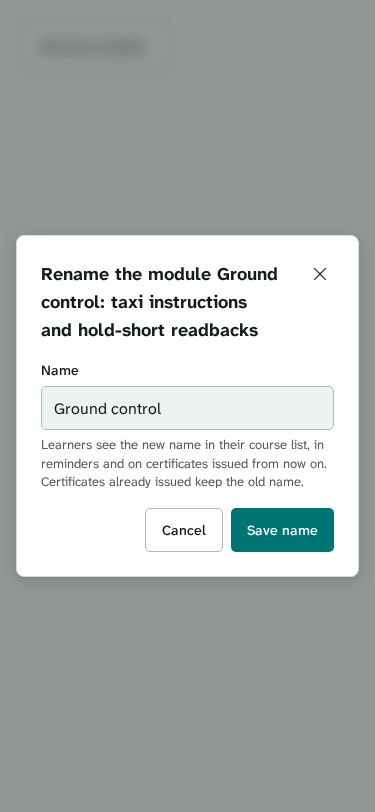 Rename the module Ground
control: taxi instructions
and hold-short readbacks
Name
Ground control
Learners see the new name in their course list, in
reminders and on certificates issued from now on.
Certificates already issued keep the old name.
Cancel
Save name